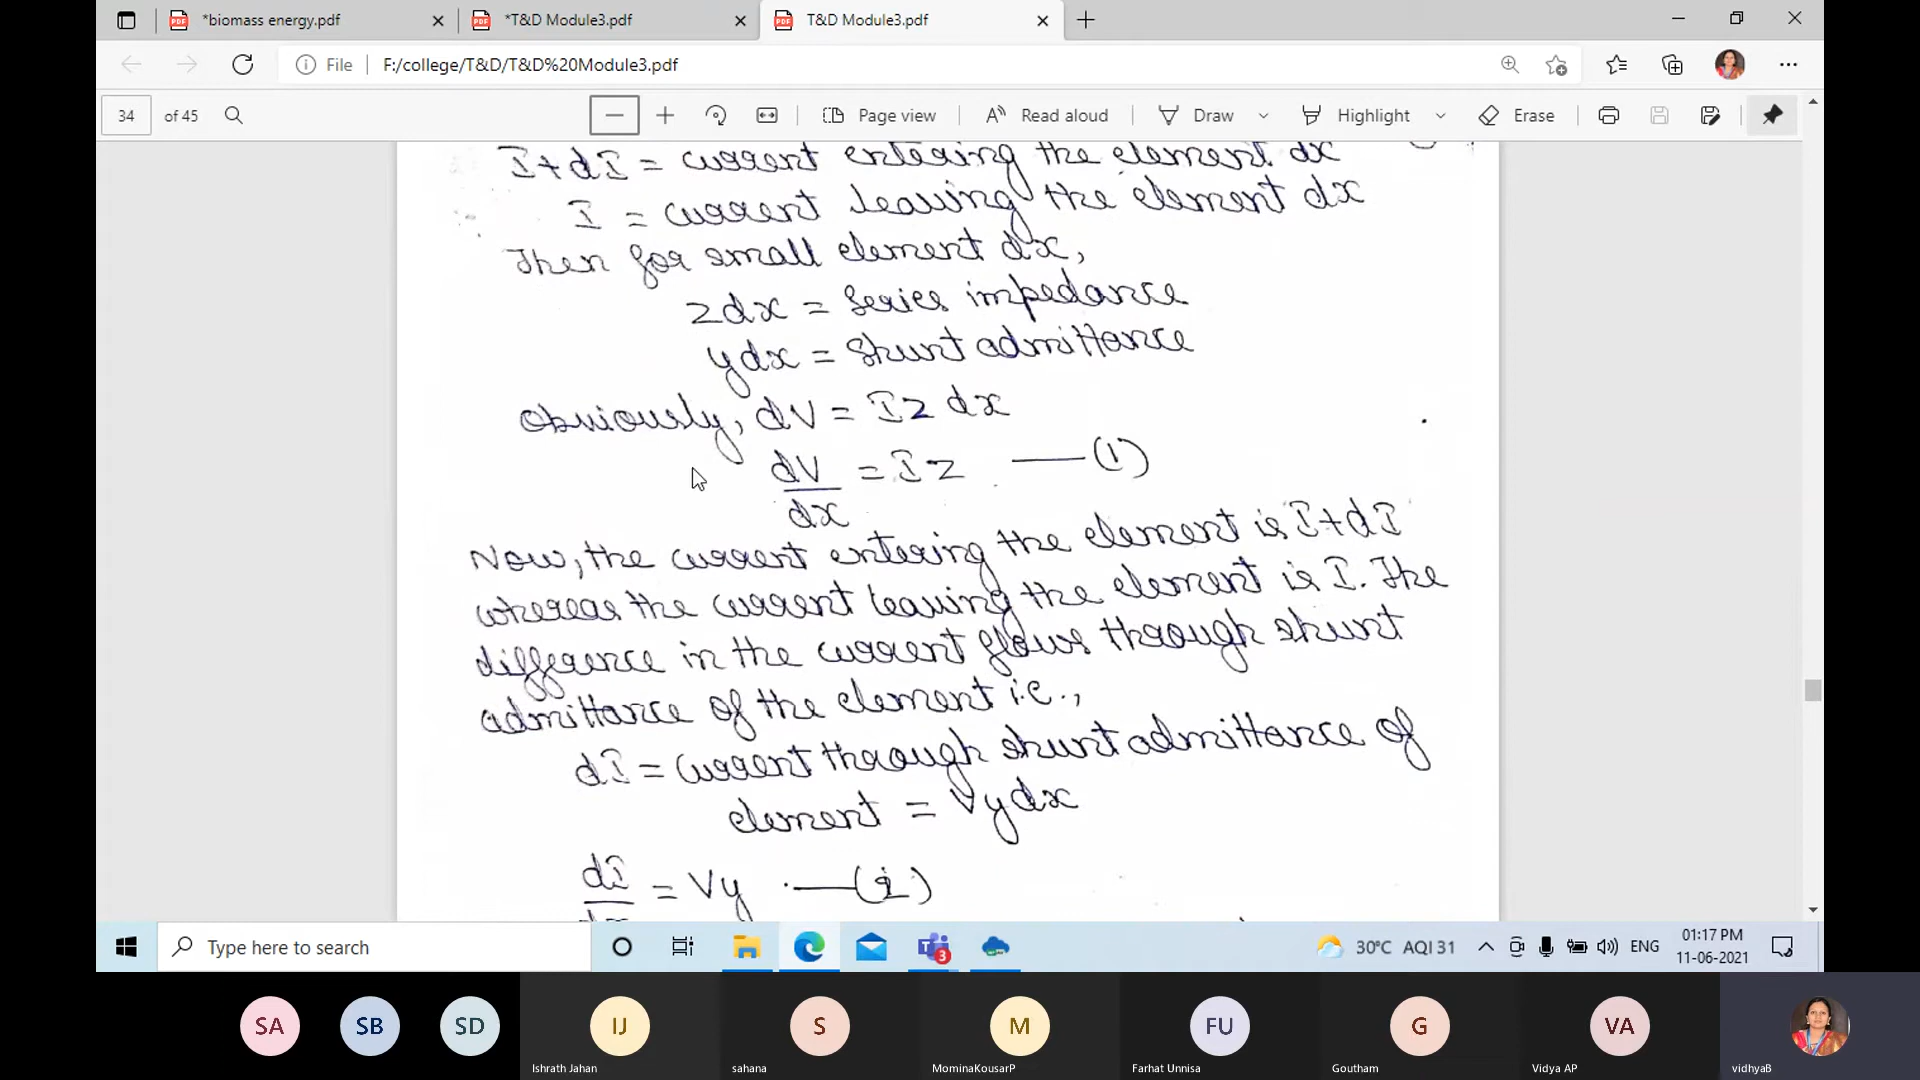 *biomass energy.pdf
*T&D Module3.pdf
T&D Module3.pdf
File F:/college/T&D/T&D%20Module3.pdf
34 of 45
Page view
Read aloud
Draw
Highlight
Erase
I+dI = current entering the element dx
I = current leaving the element dx
Then for small element dx,
zdx = series impedance
ydx = shunt admittance
Obviously, dV = Iz dx
dV/dx = Iz —(1)
Now, the current entering the element is I+dI
whereas the current leaving the element is I. The
difference in the current flows through shunt
admittance of the element i.e.,
dI = current through shunt admittance of
element = Vydx
dI/dx = Vy —(2)
Type here to search
3
30°C AQI 31
ENG
01:17 PM
11-06-2021
SA
SB
SD
IJ
S
M
FU
G
VA
Ishrath Jahan
sahana
MominaKousarP
Farhat Unnisa
Goutham
Vidya AP
vidhyaB